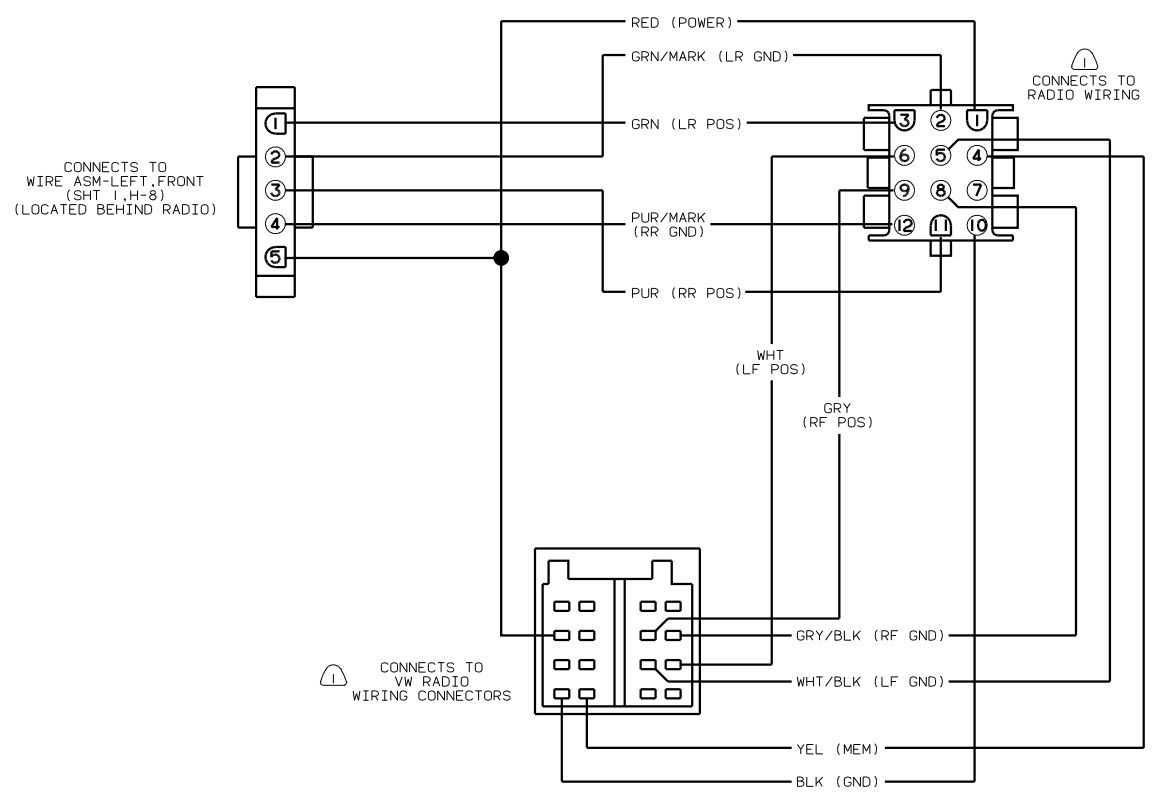 RED (POWER)
GRN/MARK (LR GND)
1
CONNECTS TO
RADIO WIRING
GRN (LR POS)
3 2 1
6 5 4
9 8 7
12 11 10
1
2
3
4
5
CONNECTS TO
WIRE ASM-LEFT,FRONT
(SHT 1,H-8)
(LOCATED BEHIND RADIO)
PUR/MARK
(RR GND)
PUR (RR POS)
WHT
(LF POS)
GRY
(RF POS)
GRY/BLK (RF GND)
1
CONNECTS TO
VW RADIO
WIRING CONNECTORS
WHT/BLK (LF GND)
YEL (MEM)
BLK (GND)